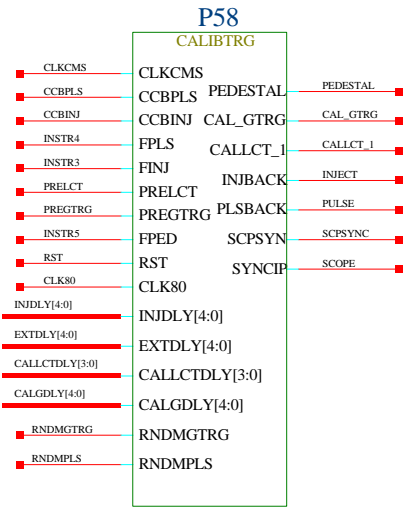 P58
CALIBTRG
CLKCMS CLKCMS
CCBPLS CCBPLS PEDESTAL PEDESTAL
CCBINJ CCBINJ CAL_GTRG CAL_GTRG
INSTR4 FPLS CALLCT_1 CALLCT_1
INSTR3 FINJ INJBACK INJECT
PRELCT PRELCT
PREGTRG PREGTRG PLSBACK PULSE
INSTR5 FPED SCPSYN SCPSYNC
RST RST SYNCIP SCOPE
CLK80 CLK80
INJDLY[4:0] INJDLY[4:0]
EXTDLY[4:0] EXTDLY[4:0]
CALLCTDLY[3:0] CALLCTDLY[3:0]
CALGDLY[4:0] CALGDLY[4:0]
RNDMGTRG RNDMGTRG
RNDMPLS RNDMPLS